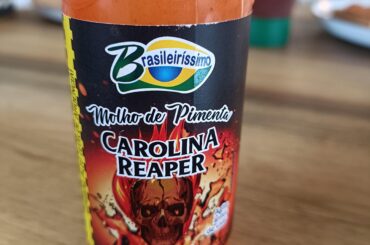 Brasileiríssimo
Molho de Pimenta
CAROLINA
REAPER